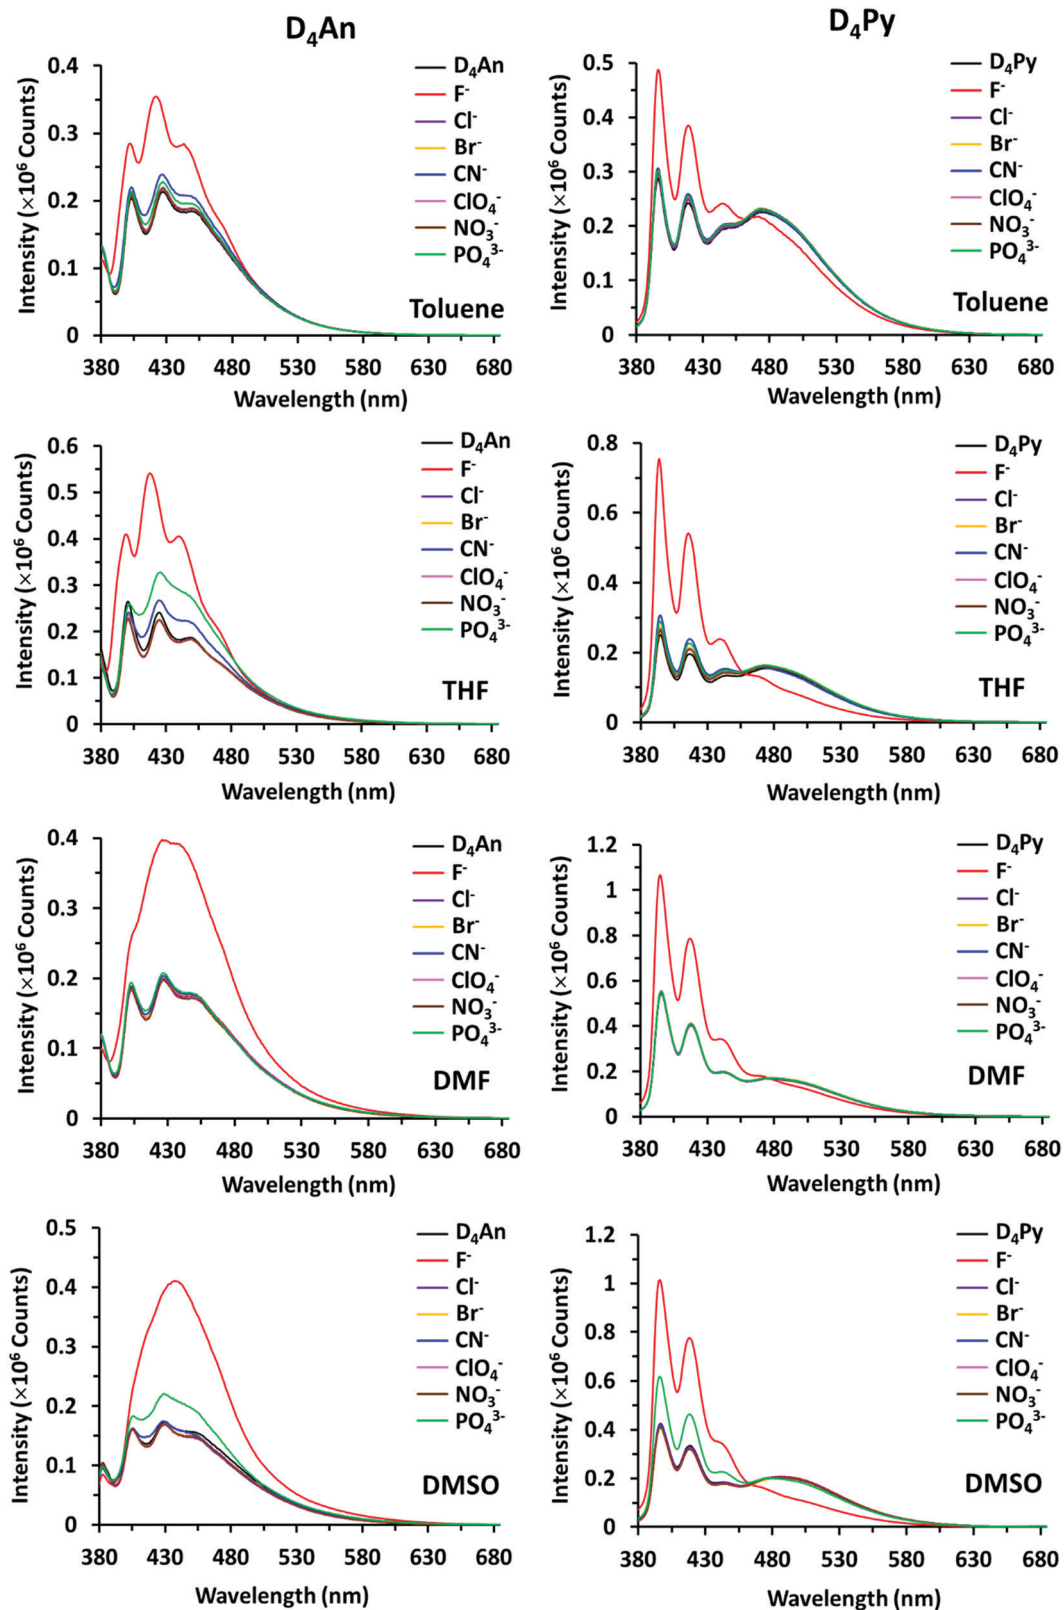 D₄An
D₄Py
Intensity (×10⁶ Counts)
0.4
0.3
0.2
0.1
0
D₄An
F⁻
Cl⁻
Br⁻
CN⁻
ClO₄⁻
NO₃⁻
PO₄³⁻
Toluene
380 430 480 530 580 630 680
Wavelength (nm)
Intensity (×10⁶ Counts)
0.5
0.4
0.3
0.2
0.1
0
D₄Py
F⁻
Cl⁻
Br⁻
CN⁻
ClO₄⁻
NO₃⁻
PO₄³⁻
Toluene
380 430 480 530 580 630 680
Wavelength (nm)
Intensity (×10⁶ Counts)
0.6
0.5
0.4
0.3
0.2
0.1
0
D₄An
F⁻
Cl⁻
Br⁻
CN⁻
ClO₄⁻
NO₃⁻
PO₄³⁻
THF
380 430 480 530 580 630 680
Wavelength (nm)
Intensity (×10⁶ Counts)
0.8
0.6
0.4
0.2
0
D₄Py
F⁻
Cl⁻
Br⁻
CN⁻
ClO₄⁻
NO₃⁻
PO₄³⁻
THF
380 430 480 530 580 630 680
Wavelength (nm)
Intensity (×10⁶ Counts)
0.4
0.3
0.2
0.1
0
D₄An
F⁻
Cl⁻
Br⁻
CN⁻
ClO₄⁻
NO₃⁻
PO₄³⁻
DMF
380 430 480 530 580 630 680
Wavelength (nm)
Intensity (×10⁶ Counts)
1.2
1
0.8
0.6
0.4
0.2
0
D₄Py
F⁻
Cl⁻
Br⁻
CN⁻
ClO₄⁻
NO₃⁻
PO₄³⁻
DMF
380 430 480 530 580 630 680
Wavelength (nm)
Intensity (×10⁶ Counts)
0.5
0.4
0.3
0.2
0.1
0
D₄An
F⁻
Cl⁻
Br⁻
CN⁻
ClO₄⁻
NO₃⁻
PO₄³⁻
DMSO
380 430 480 530 580 630 680
Wavelength (nm)
Intensity (×10⁶ Counts)
1.2
1
0.8
0.6
0.4
0.2
0
D₄Py
F⁻
Cl⁻
Br⁻
CN⁻
ClO₄⁻
NO₃⁻
PO₄³⁻
DMSO
380 430 480 530 580 630 680
Wavelength (nm)